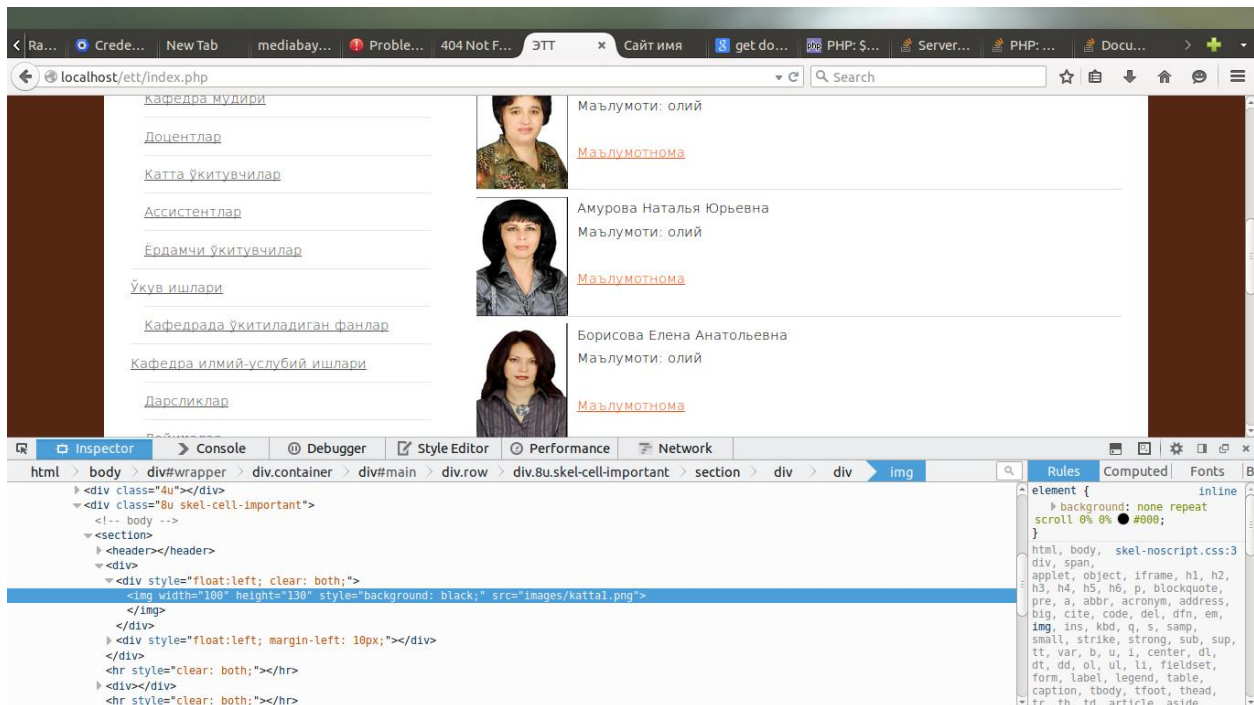 Ra... Crede... New Tab mediabay... Proble... 404 Not F... ЭТТ × Сайт имя get do... PHP: $... Server... PHP: ... Docu...
localhost/ett/index.php Search
Кафедра мудири
Доцентлар
Катта ўкитувчилар
Ассистентлар
Ёрдамчи ўкитувчилар
Ўкув ишлари
Кафедрада ўкитиладиган фанлар
Кафедра илмий-услубий ишлари
Дарсликлар
Маълумоти: олий
Маълумотнома
Амурова Наталья Юрьевна
Маълумоти: олий
Маълумотнома
Борисова Елена Анатольевна
Маълумоти: олий
Маълумотнома
Inspector Console Debugger Style Editor Performance Network
html body div#wrapper div.container div#main div.row div.8u.skel-cell-important section div div img
<div class="4u"></div>
<div class="8u skel-cell-important">
<!-- body -->
<section>
<header></header>
<div>
<div style="float:left; clear: both;">
<img width="100" height="130" style="background: black;" src="images/katta1.png">
</img>
</div>
<div style="float:left; margin-left: 10px;"></div>
</div>
<hr style="clear: both;"></hr>
<div></div>
<hr style="clear: both;"></hr>
Rules Computed Fonts B
element { inline
background: none repeat
scroll 0% 0% #000;
}
html, body, skel-noscript.css:3
div, span,
applet, object, iframe, h1, h2,
h3, h4, h5, h6, p, blockquote,
pre, a, abbr, acronym, address,
big, cite, code, del, dfn, em,
img, ins, kbd, q, s, samp,
small, strike, strong, sub, sup,
tt, var, b, u, i, center, dl,
dt, dd, ol, ul, li, fieldset,
form, label, legend, table,
caption, tbody, tfoot, thead,
tr, th, td, article, aside,